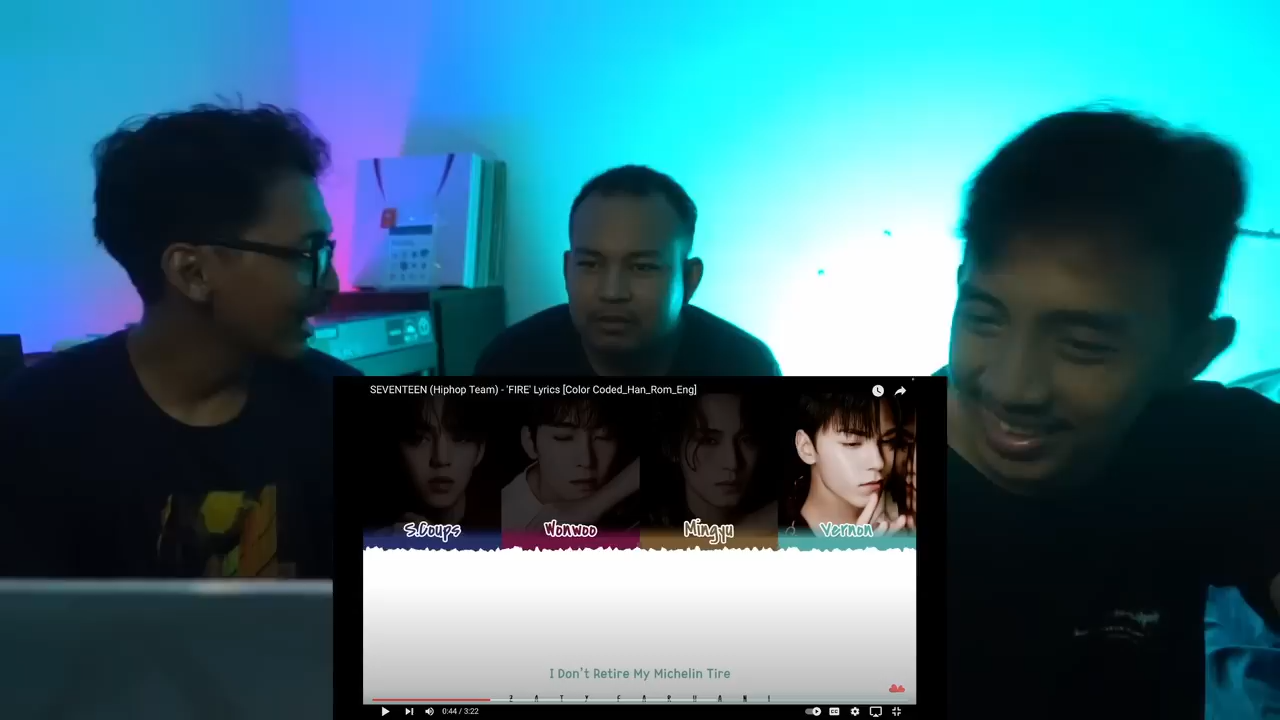 SEVENTEEN (Hiphop Team) - 'FIRE' Lyrics [Color Coded_Han_Rom_Eng]
S.Coups
Wonwoo
Mingyu
Vernon
I Don't Retire My Michelin Tire
Z A T Y F A R H A N I
0:44 / 3:22